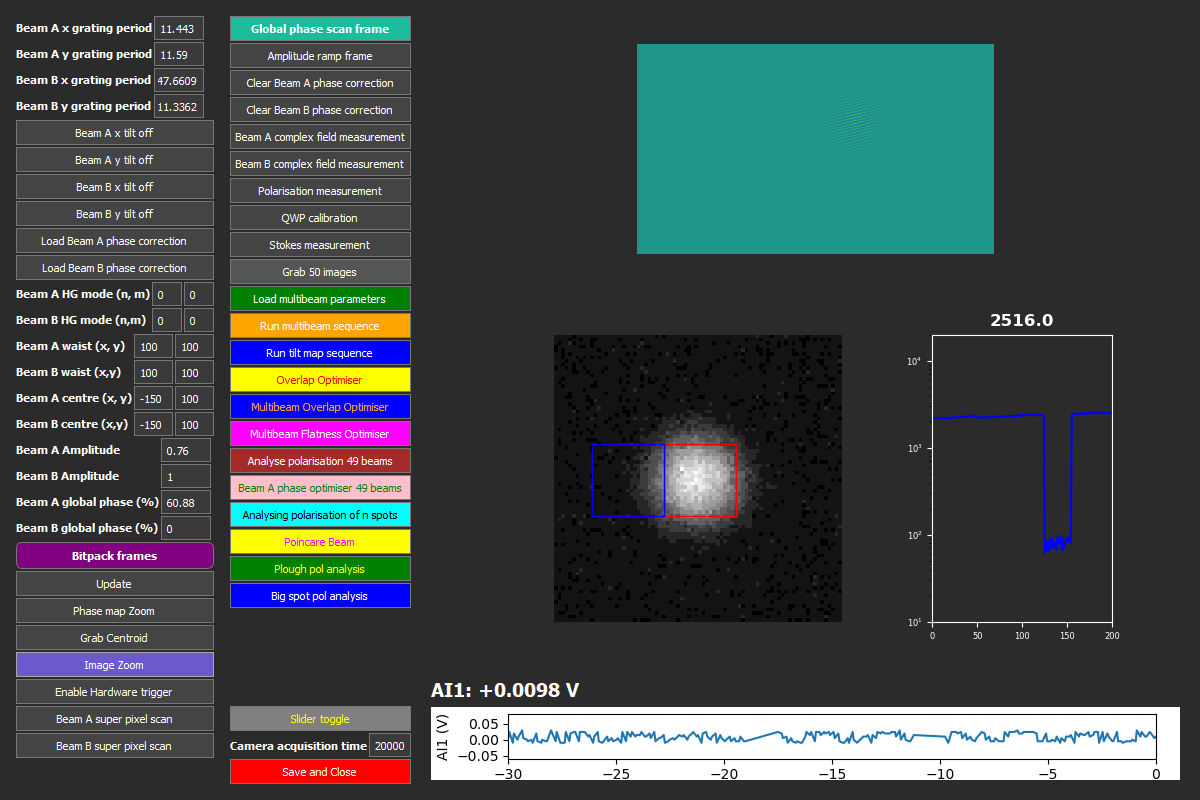 Beam A x grating period 11.443
Beam A y grating period 11.59
Beam B x grating period 47.6609
Beam B y grating period 11.3362
Beam A x tilt off
Beam A y tilt off
Beam B x tilt off
Beam B y tilt off
Load Beam A phase correction
Load Beam B phase correction
Beam A HG mode (n, m) 0 0
Beam B HG mode (n,m) 0 0
Beam A waist (x, y) 100 100
Beam B waist (x,y) 100 100
Beam A centre (x, y) -150 100
Beam B centre (x,y) -150 100
Beam A Amplitude 0.76
Beam B Amplitude 1
Beam A global phase (%) 60.88
Beam B global phase (%) 0
Bitpack frames
Update
Phase map Zoom
Grab Centroid
Image Zoom
Enable Hardware trigger
Beam A super pixel scan
Beam B super pixel scan
Global phase scan frame
Amplitude ramp frame
Clear Beam A phase correction
Clear Beam B phase correction
Beam A complex field measurement
Beam B complex field measurement
Polarisation measurement
QWP calibration
Stokes measurement
Grab 50 images
Load multibeam parameters
Run multibeam sequence
Run tilt map sequence
Overlap Optimiser
Multibeam Overlap Optimiser
Multibeam Flatness Optimiser
Analyse polarisation 49 beams
Beam A phase optimiser 49 beams
Analysing polarisation of n spots
Poincare Beam
Plough pol analysis
Big spot pol analysis
Slider toggle
Camera acquisition time 20000
Save and Close
2516.0
10⁴
10³
10²
10¹
0 50 100 150 200
AI1: +0.0098 V
AI1 (V)
0.05
0.00
−0.05
−30 −25 −20 −15 −10 −5 0